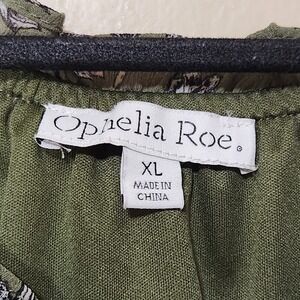 Ophelia Roe.
XL
MADE IN
CHINA